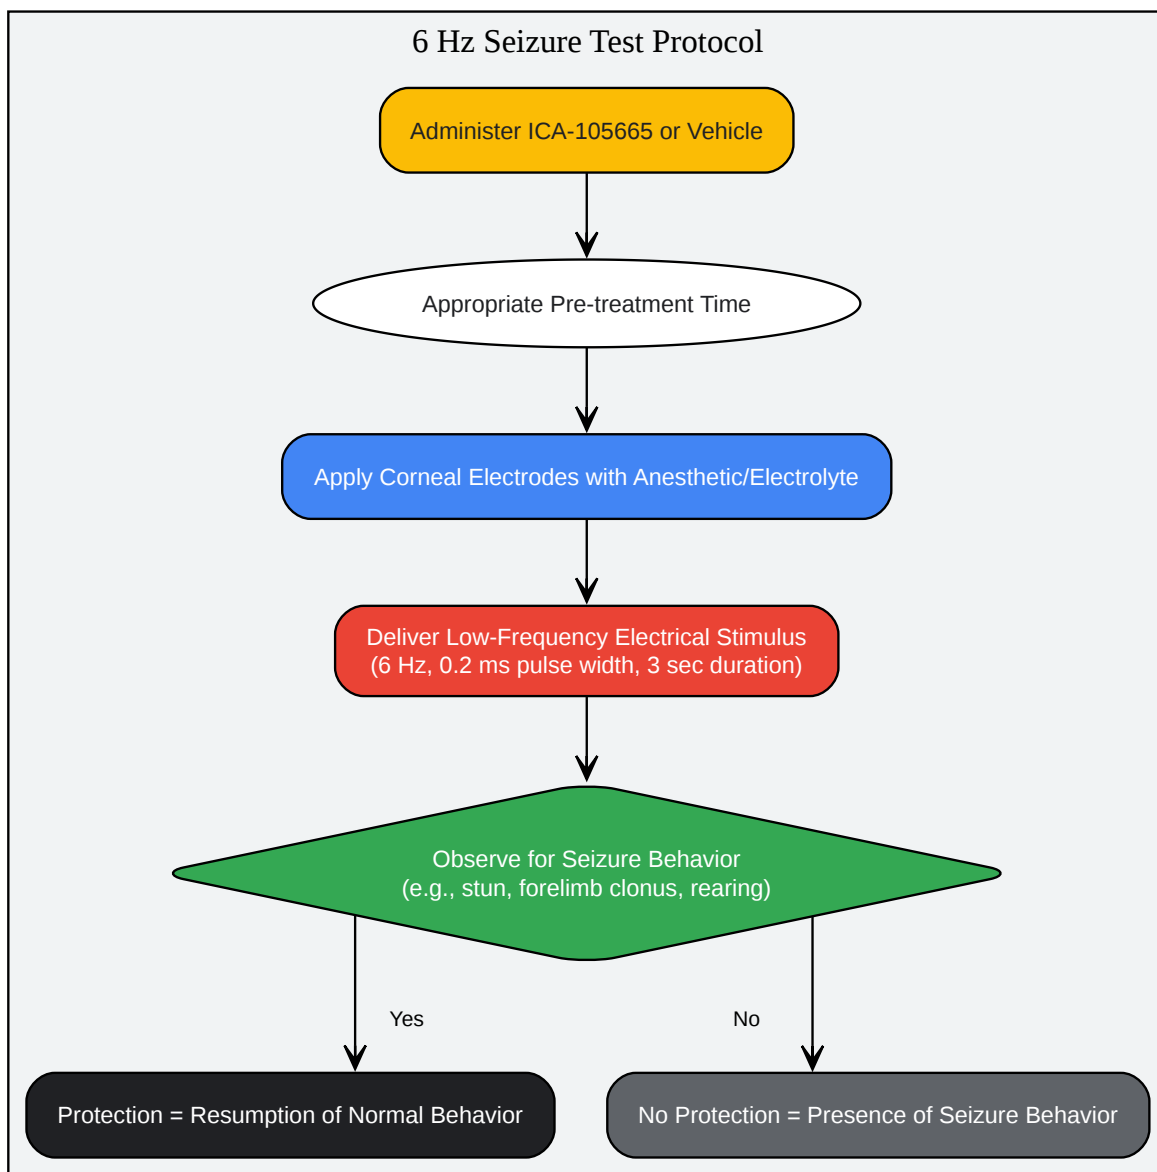 6 Hz Seizure Test Protocol
Administer ICA-105665 or Vehicle
Appropriate Pre-treatment Time
Apply Corneal Electrodes with Anesthetic/Electrolyte
Deliver Low-Frequency Electrical Stimulus
(6 Hz, 0.2 ms pulse width, 3 sec duration)
Observe for Seizure Behavior
(e.g., stun, forelimb clonus, rearing)
Yes
No
Protection = Resumption of Normal Behavior
No Protection = Presence of Seizure Behavior